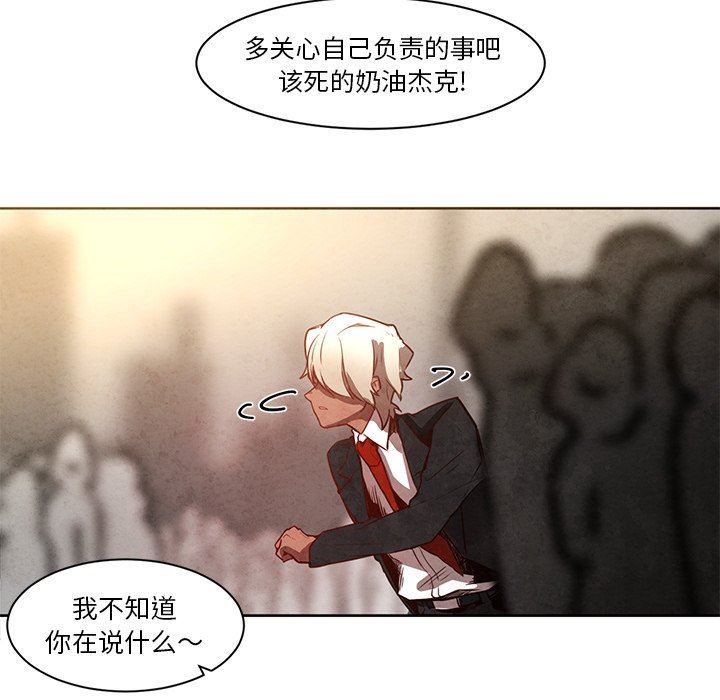 多关心自己负责的事吧
该死的奶油杰克!
我不知道
你在说什么～